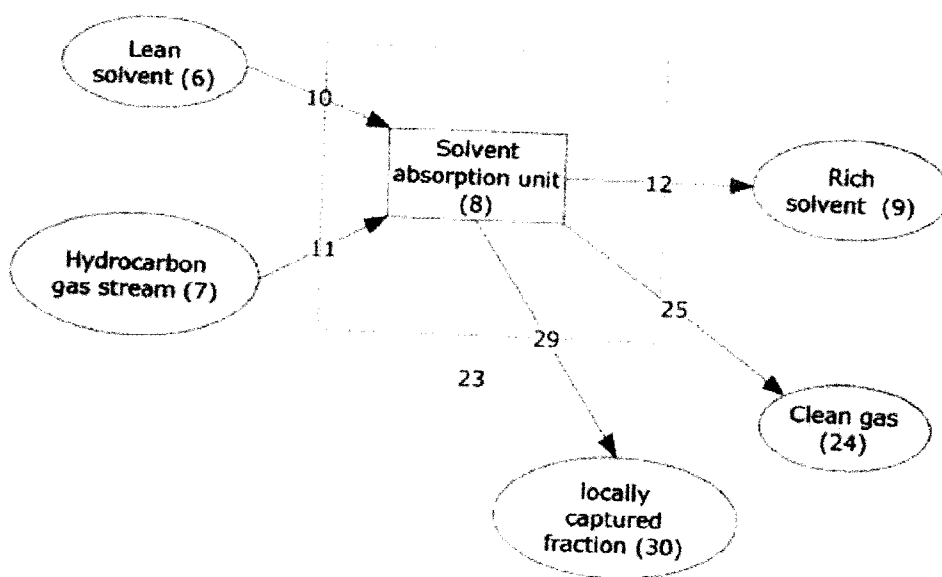 Lean
solvent (6)
10
Solvent
absorption unit
(8)
12
Rich
solvent (9)
Hydrocarbon
gas stream (7)
11
29
25
23
Clean gas
(24)
locally
captured
fraction (30)